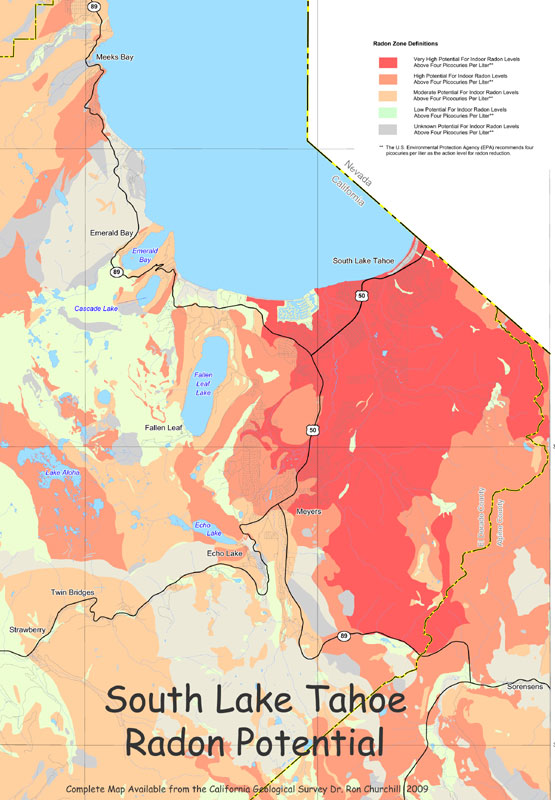 89
Meeks Bay
Radon Zone Definitions
Very High Potential For Indoor Radon Levels
Above Four Picocuries Per Liter**
High Potential For Indoor Radon Levels
Above Four Picocuries Per Liter**
Moderate Potential For Indoor Radon Levels
Above Four Picocuries Per Liter**
Low Potential For Indoor Radon Levels
Above Four Picocuries Per Liter**
Unknown Potential For Indoor Radon Levels
Above Four Picocuries Per Liter**
** The U.S. Environmental Protection Agency (EPA) recommends four
picocuries per liter as the action level for radon reduction.
Nevada
California
Emerald Bay
Emerald
Bay
South Lake Tahoe
89
50
Cascade Lake
Fallen
Leaf
Lake
Fallen Leaf
50
Lake Aloha
Meyers
Echo
Lake
Echo Lake
El Dorado County
Alpine County
Twin Bridges
Strawberry
89
Sorensens
South Lake Tahoe
Radon Potential
Complete Map Available from the California Geological Survey Dr. Ron Churchill 2009